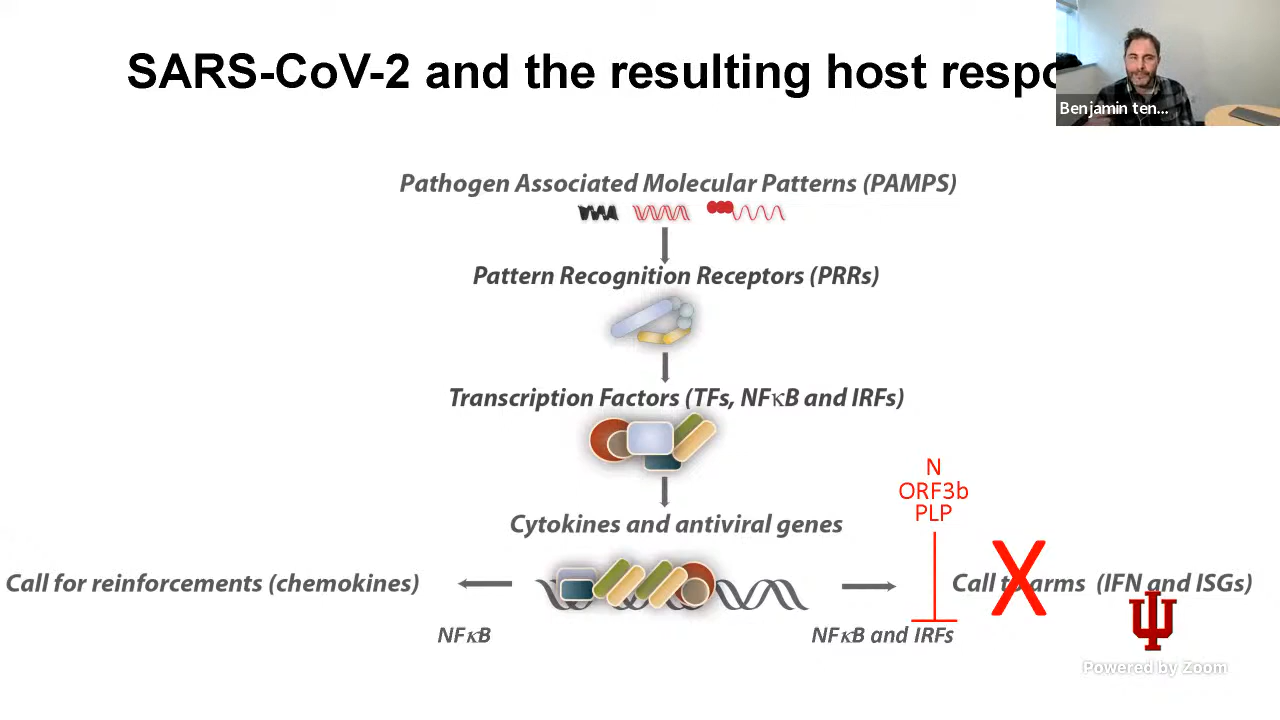 SARS-CoV-2 and the resulting host respo
Benjamin ten...
Pathogen Associated Molecular Patterns (PAMPS)
Pattern Recognition Receptors (PRRs)
Transcription Factors (TFs, NFκB and IRFs)
N
ORF3b
PLP
Cytokines and antiviral genes
Call for reinforcements (chemokines)
X
Call to arms (IFN and ISGs)
NFκB
NFκB and IRFs
Powered by Zoom